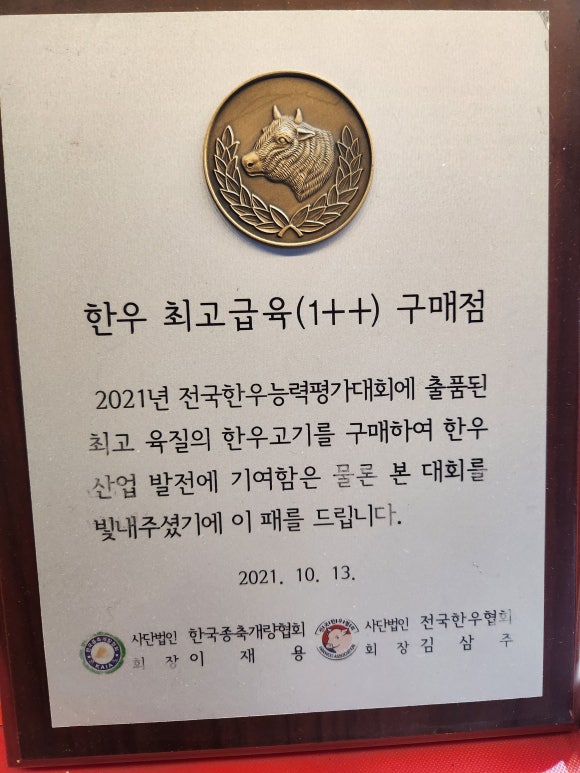 한우 최고급육(1++) 구매점
2021년 전국한우능력평가대회에 출품된
최고 육질의 한우고기를 구매하여 한우
산업 발전에 기여함은 물론 본 대회를
빛내주셨기에 이 패를 드립니다.
2021. 10. 13.
사단법인 한국종축개량협회
회 장 이 재 용
사단법인 전국한우협회
회 장 김 삼 주
KAIA